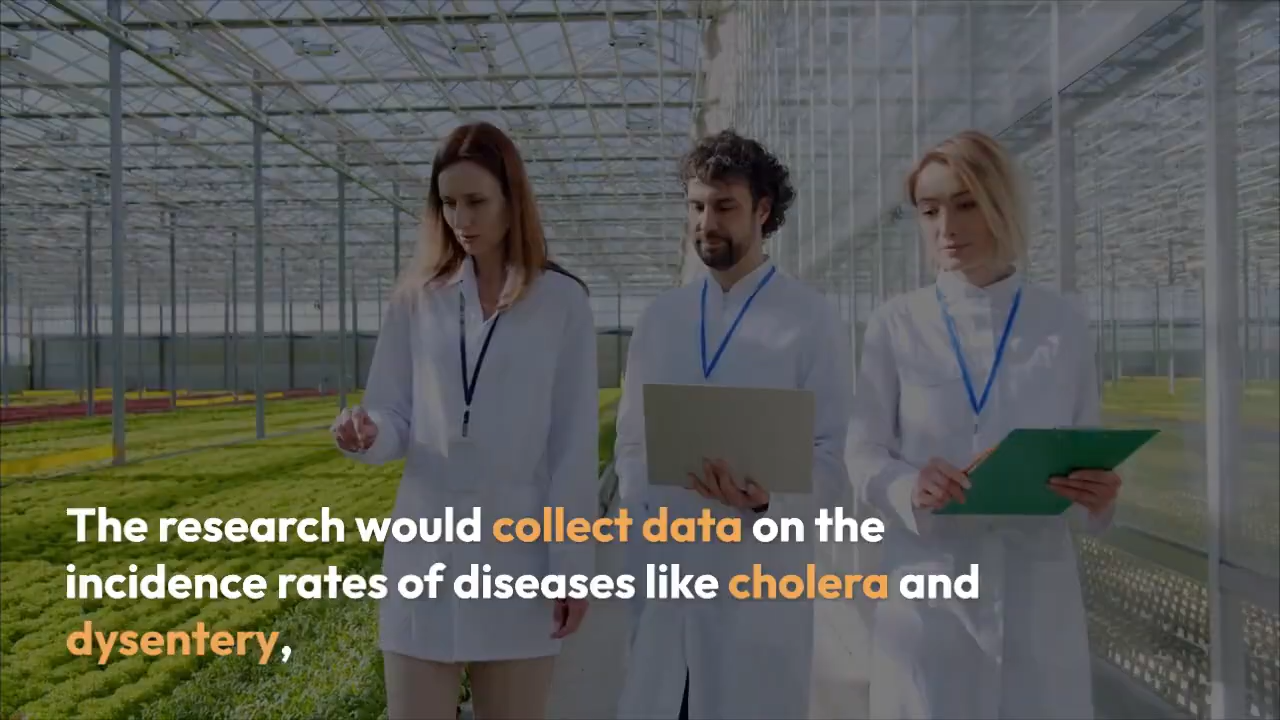 The research would collect data on the
incidence rates of diseases like cholera and
dysentery,